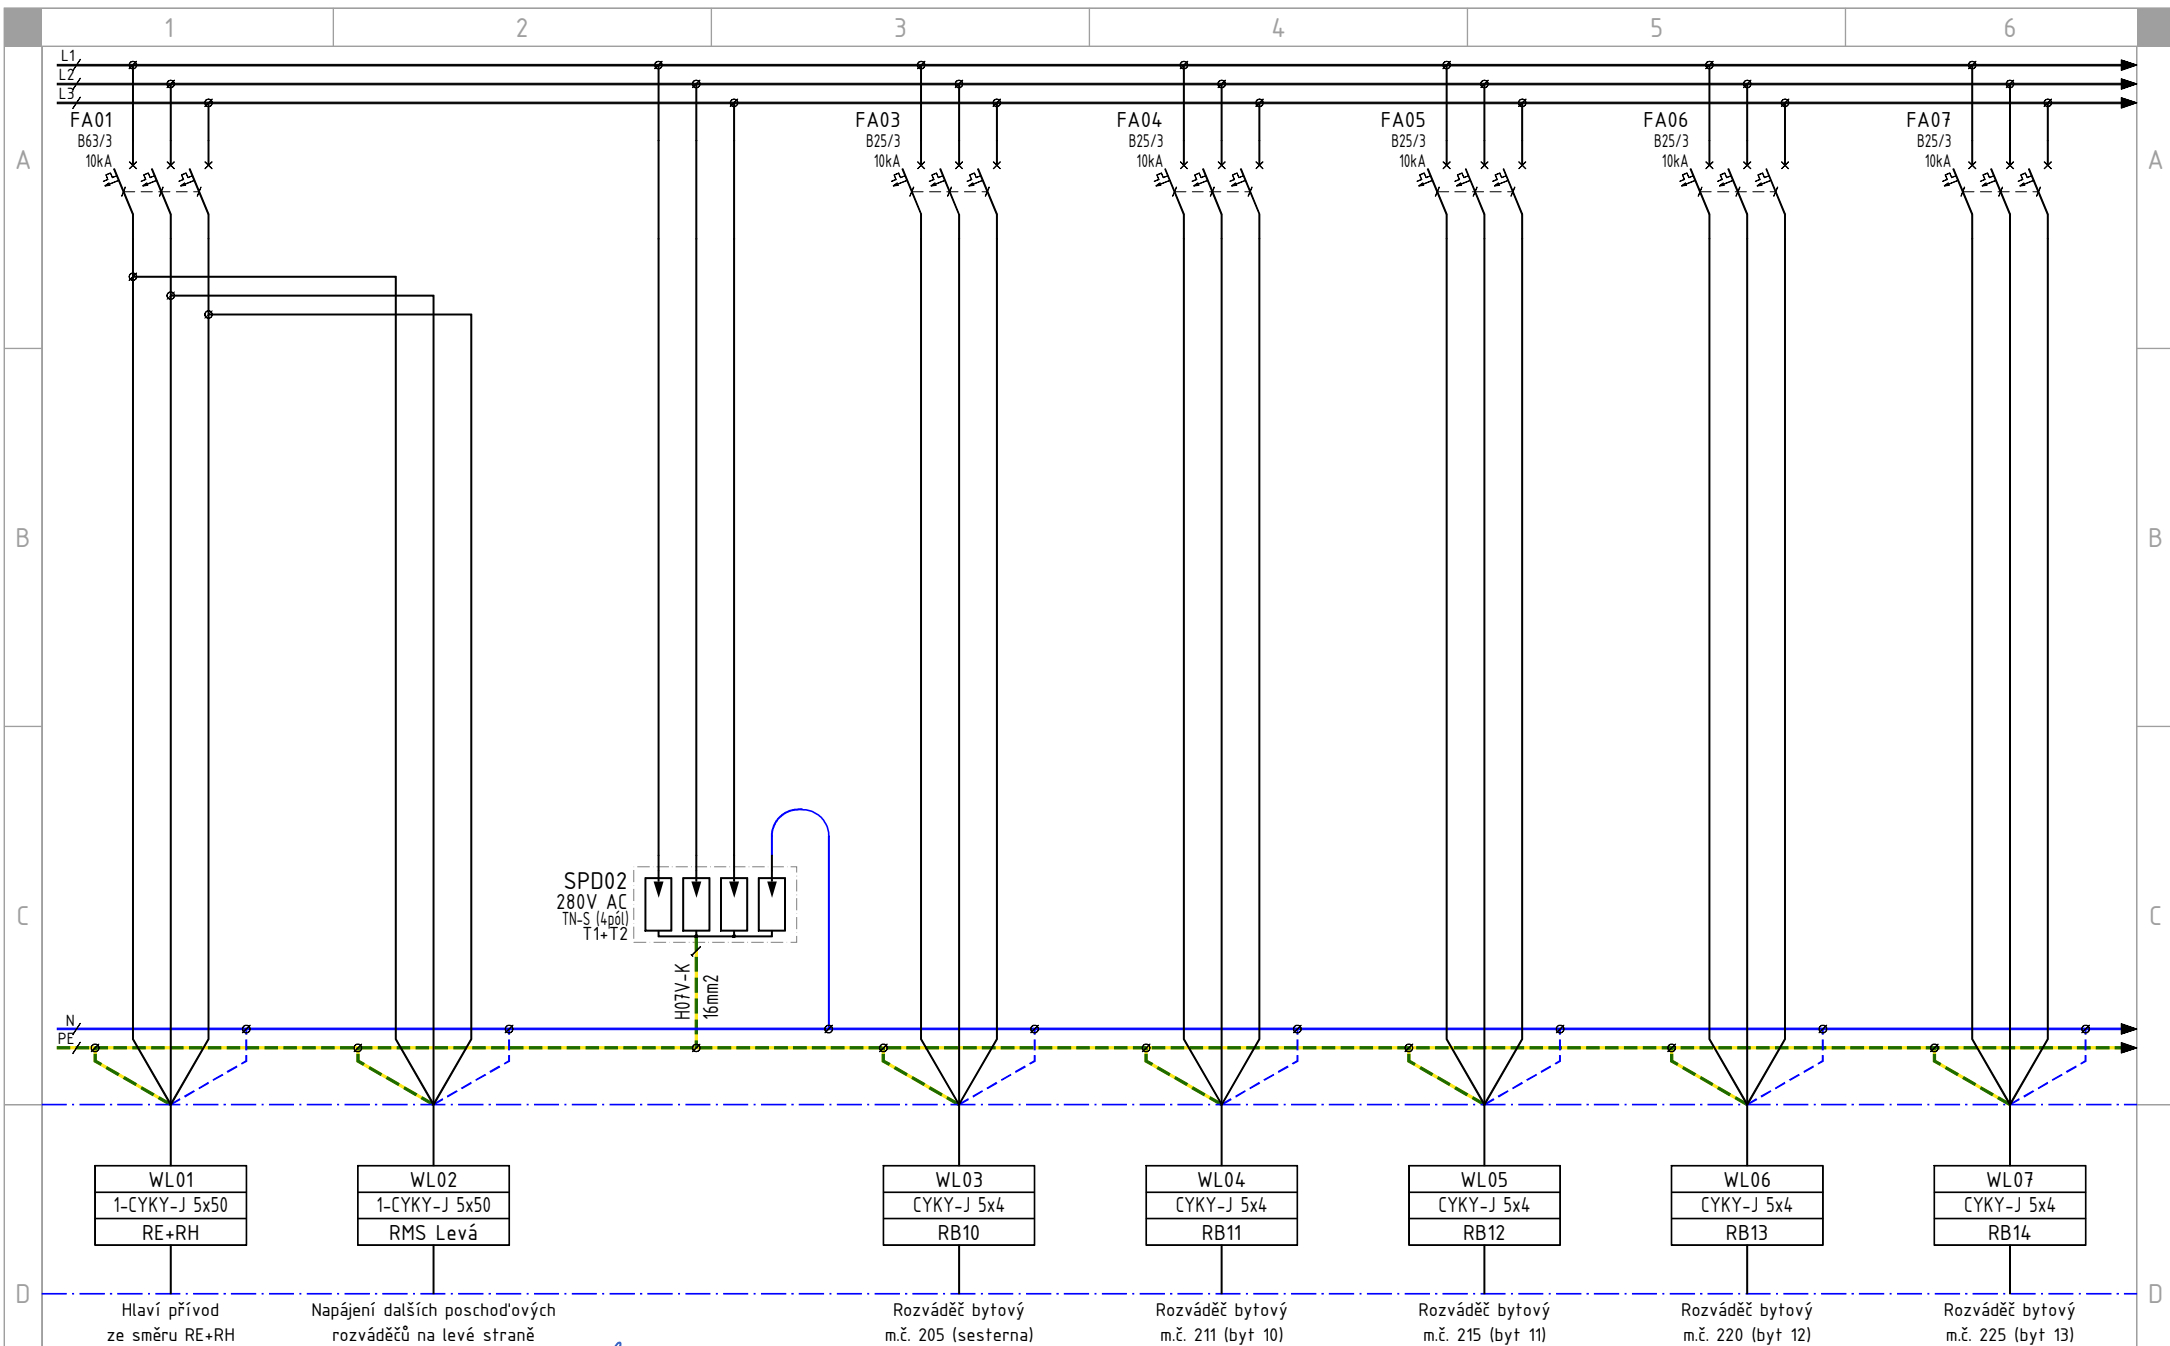 1 2 3 4 5 6
L1
L2
L3
FA01
B63/3
10kA
FA03
B25/3
10kA
FA04
B25/3
10kA
FA05
B25/3
10kA
FA06
B25/3
10kA
FA07
B25/3
10kA
A A
B B
SPD02
280V AC
TN-S (4pól)
T1+T2
C C
H07V-K
16mm2
N
PE
WL01
1-CYKY-J 5x50
RE+RH
WL02
1-CYKY-J 5x50
RMS Levá
WL03
CYKY-J 5x4
RB10
WL04
CYKY-J 5x4
RB11
WL05
CYKY-J 5x4
RB12
WL06
CYKY-J 5x4
RB13
WL07
CYKY-J 5x4
RB14
D D
Hlaví přívod
ze směru RE+RH
Napájení dalších poschoďových
rozváděčů na levé straně
Rozváděč bytový
m.č. 205 (sesterna)
Rozváděč bytový
m.č. 211 (byt 10)
Rozváděč bytový
m.č. 215 (byt 11)
Rozváděč bytový
m.č. 220 (byt 12)
Rozváděč bytový
m.č. 225 (byt 13)